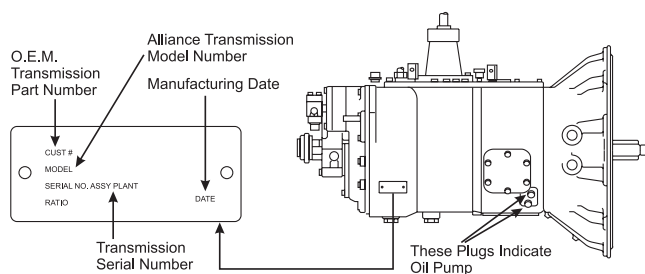 O.E.M.
Transmission
Part Number
Alliance Transmission
Model Number
Manufacturing Date
CUST #
MODEL
SERIAL NO. ASSY PLANT
RATIO
DATE
Transmission
Serial Number
These Plugs Indicate
Oil Pump